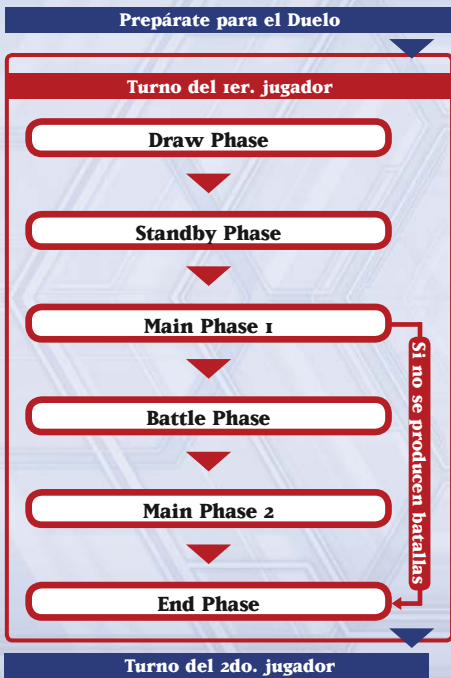 Prepárate para el Duelo
Turno del 1er. jugador
Draw Phase
Standby Phase
Main Phase 1
Si no se producen batallas
Battle Phase
Main Phase 2
End Phase
Turno del 2do. jugador